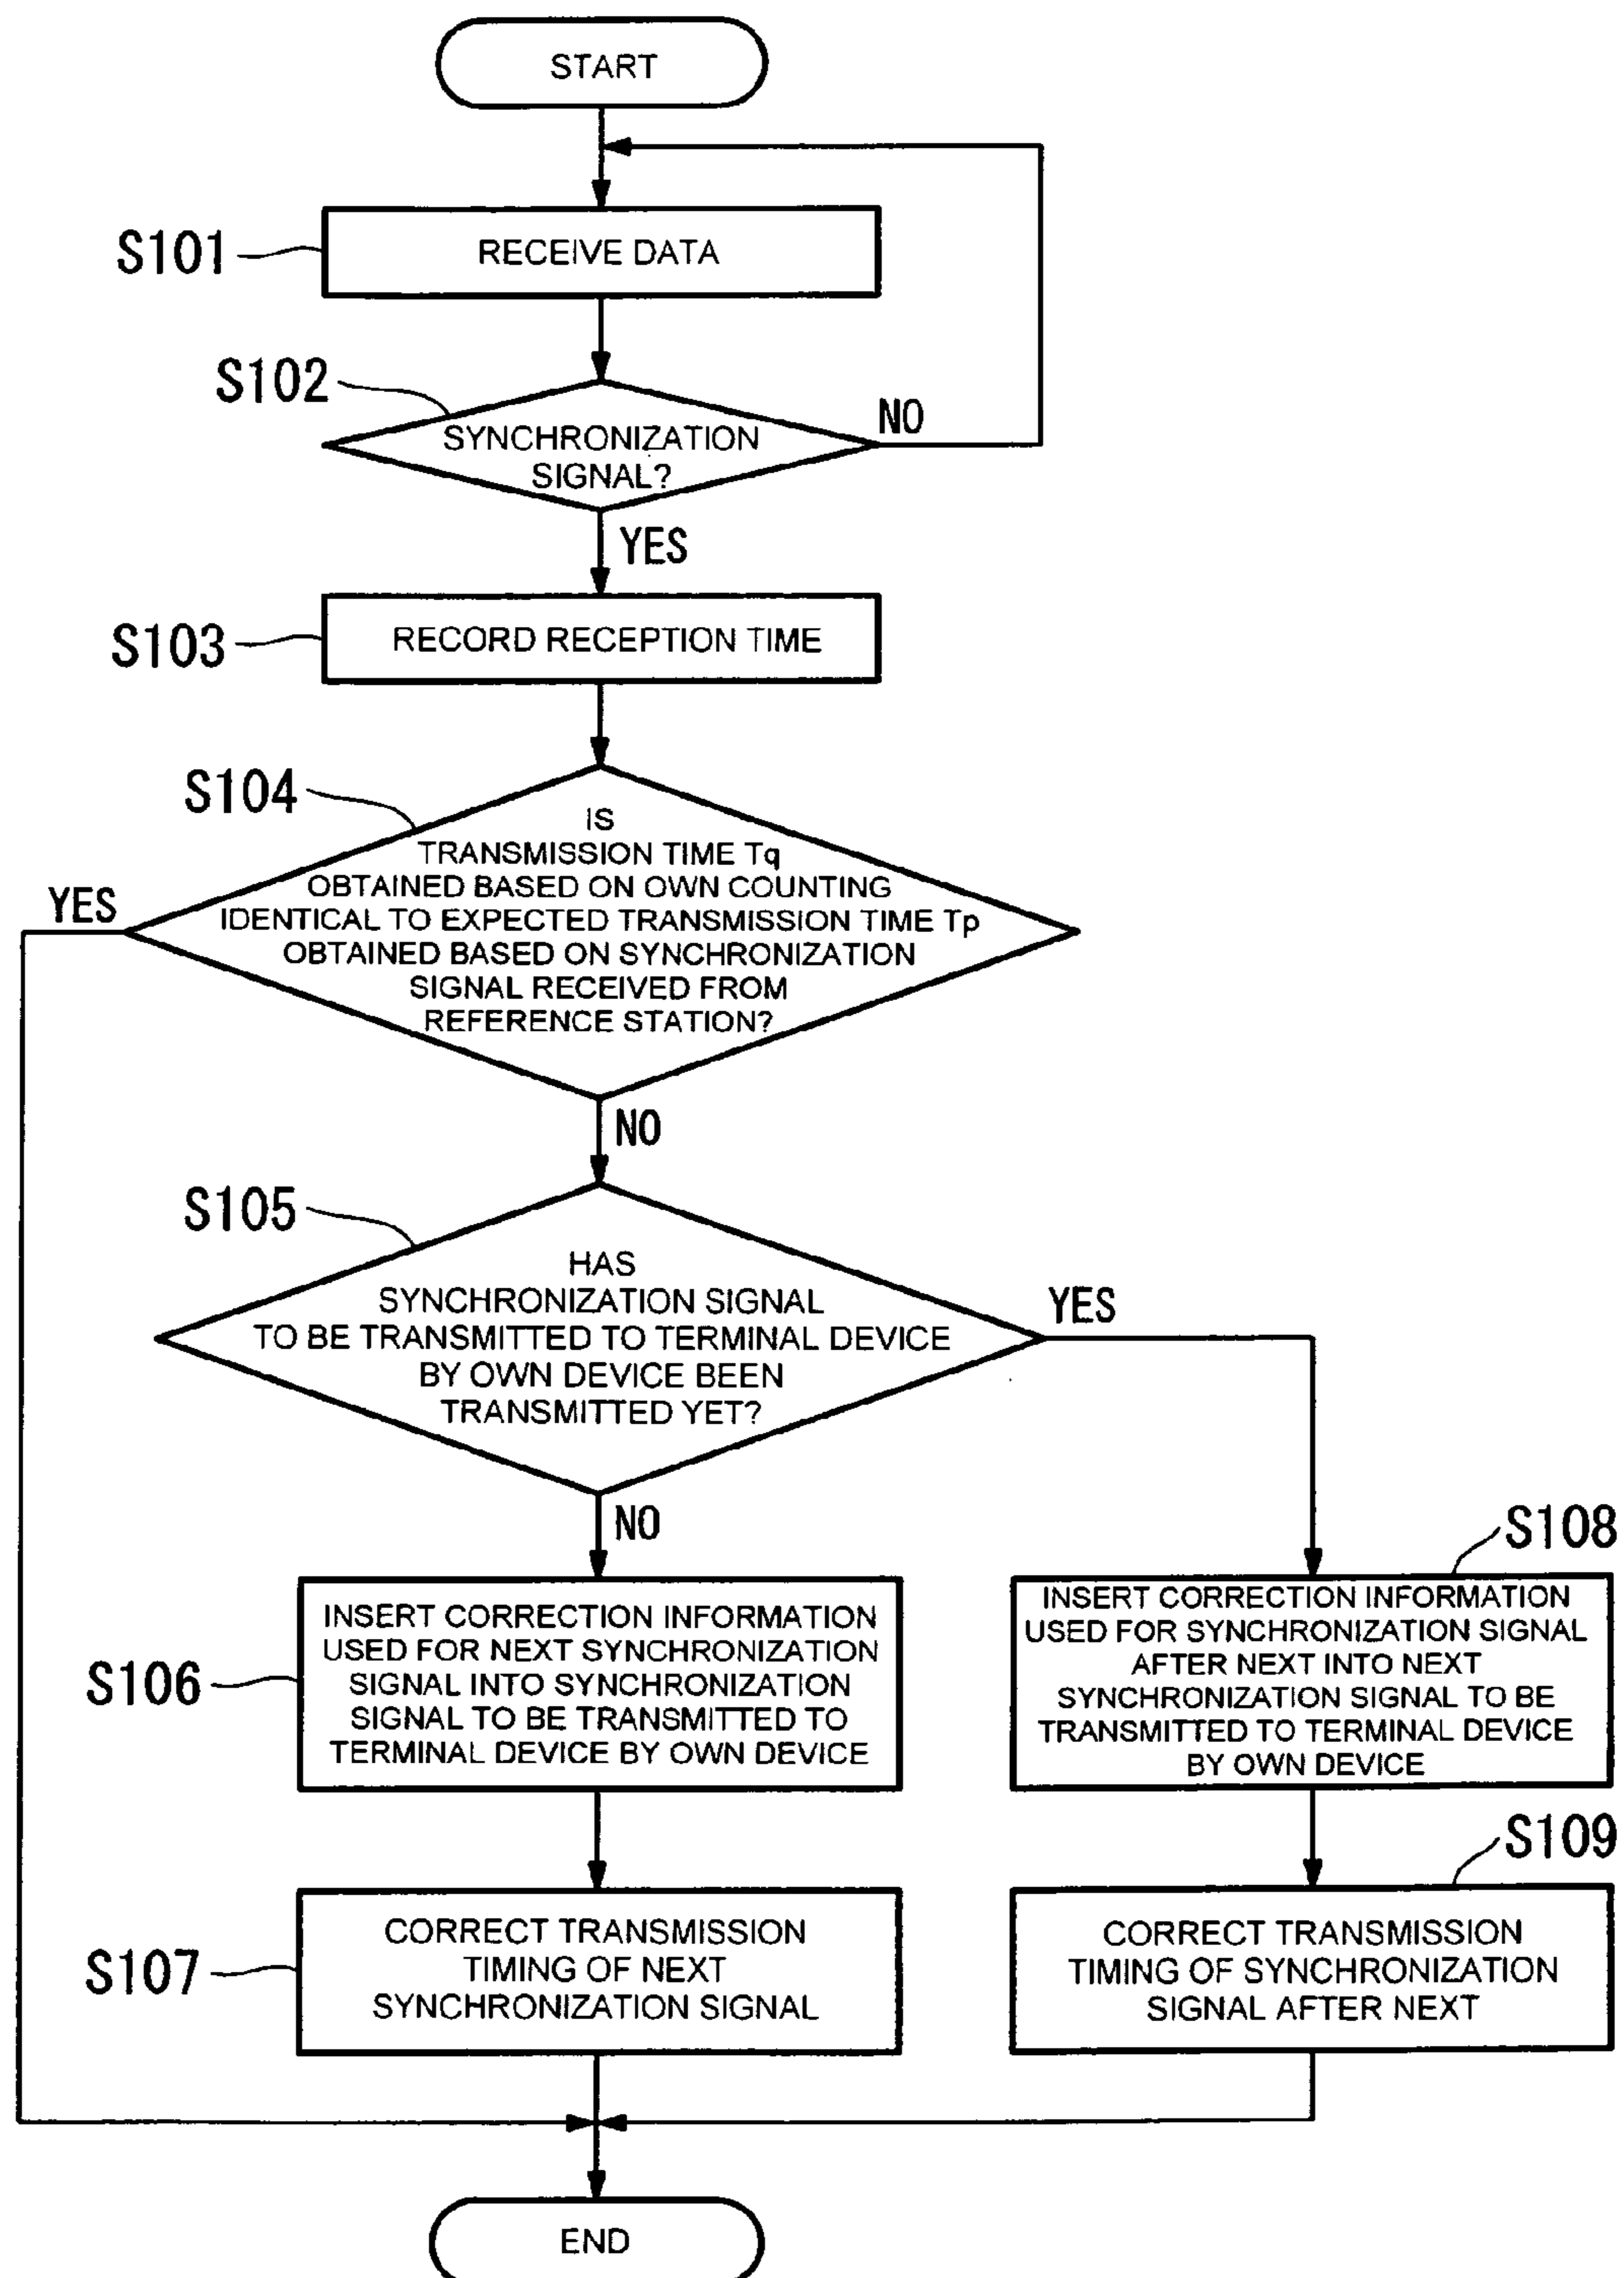 START
S101
RECEIVE DATA
S102
SYNCHRONIZATION
SIGNAL?
NO
YES
S103
RECORD RECEPTION TIME
S104
IS
TRANSMISSION TIME Tq
OBTAINED BASED ON OWN COUNTING
IDENTICAL TO EXPECTED TRANSMISSION TIME Tp
OBTAINED BASED ON SYNCHRONIZATION
SIGNAL RECEIVED FROM
REFERENCE STATION?
YES
NO
S105
HAS
SYNCHRONIZATION SIGNAL
TO BE TRANSMITTED TO TERMINAL DEVICE
BY OWN DEVICE BEEN
TRANSMITTED YET?
YES
NO
S106
INSERT CORRECTION INFORMATION
USED FOR NEXT SYNCHRONIZATION
SIGNAL INTO SYNCHRONIZATION
SIGNAL TO BE TRANSMITTED TO
TERMINAL DEVICE BY OWN DEVICE
S108
INSERT CORRECTION INFORMATION
USED FOR SYNCHRONIZATION SIGNAL
AFTER NEXT INTO NEXT
SYNCHRONIZATION SIGNAL TO BE
TRANSMITTED TO TERMINAL DEVICE
BY OWN DEVICE
S107
CORRECT TRANSMISSION
TIMING OF NEXT
SYNCHRONIZATION SIGNAL
S109
CORRECT TRANSMISSION
TIMING OF SYNCHRONIZATION
SIGNAL AFTER NEXT
END